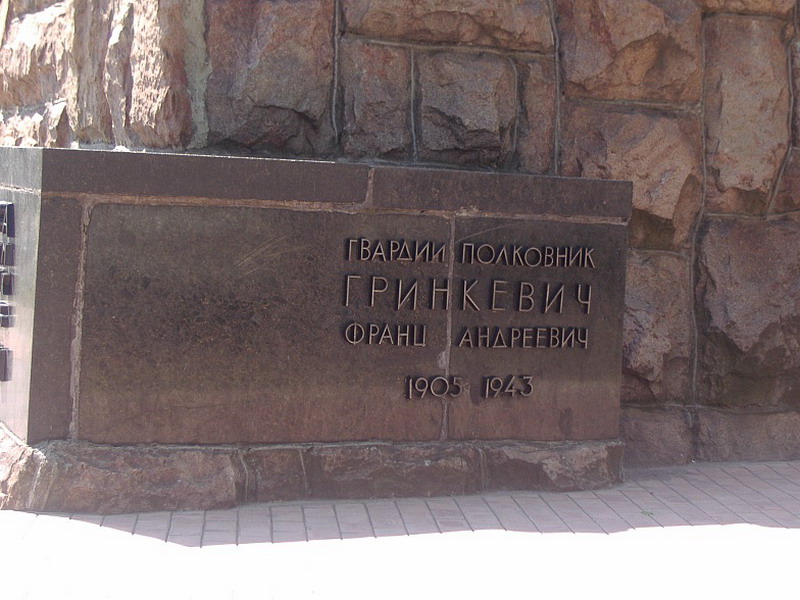 ГВАРДИИ ПОЛКОВНИК
ГРИНКЕВИЧ
ФРАНЦ АНДРЕЕВИЧ
1905 1943